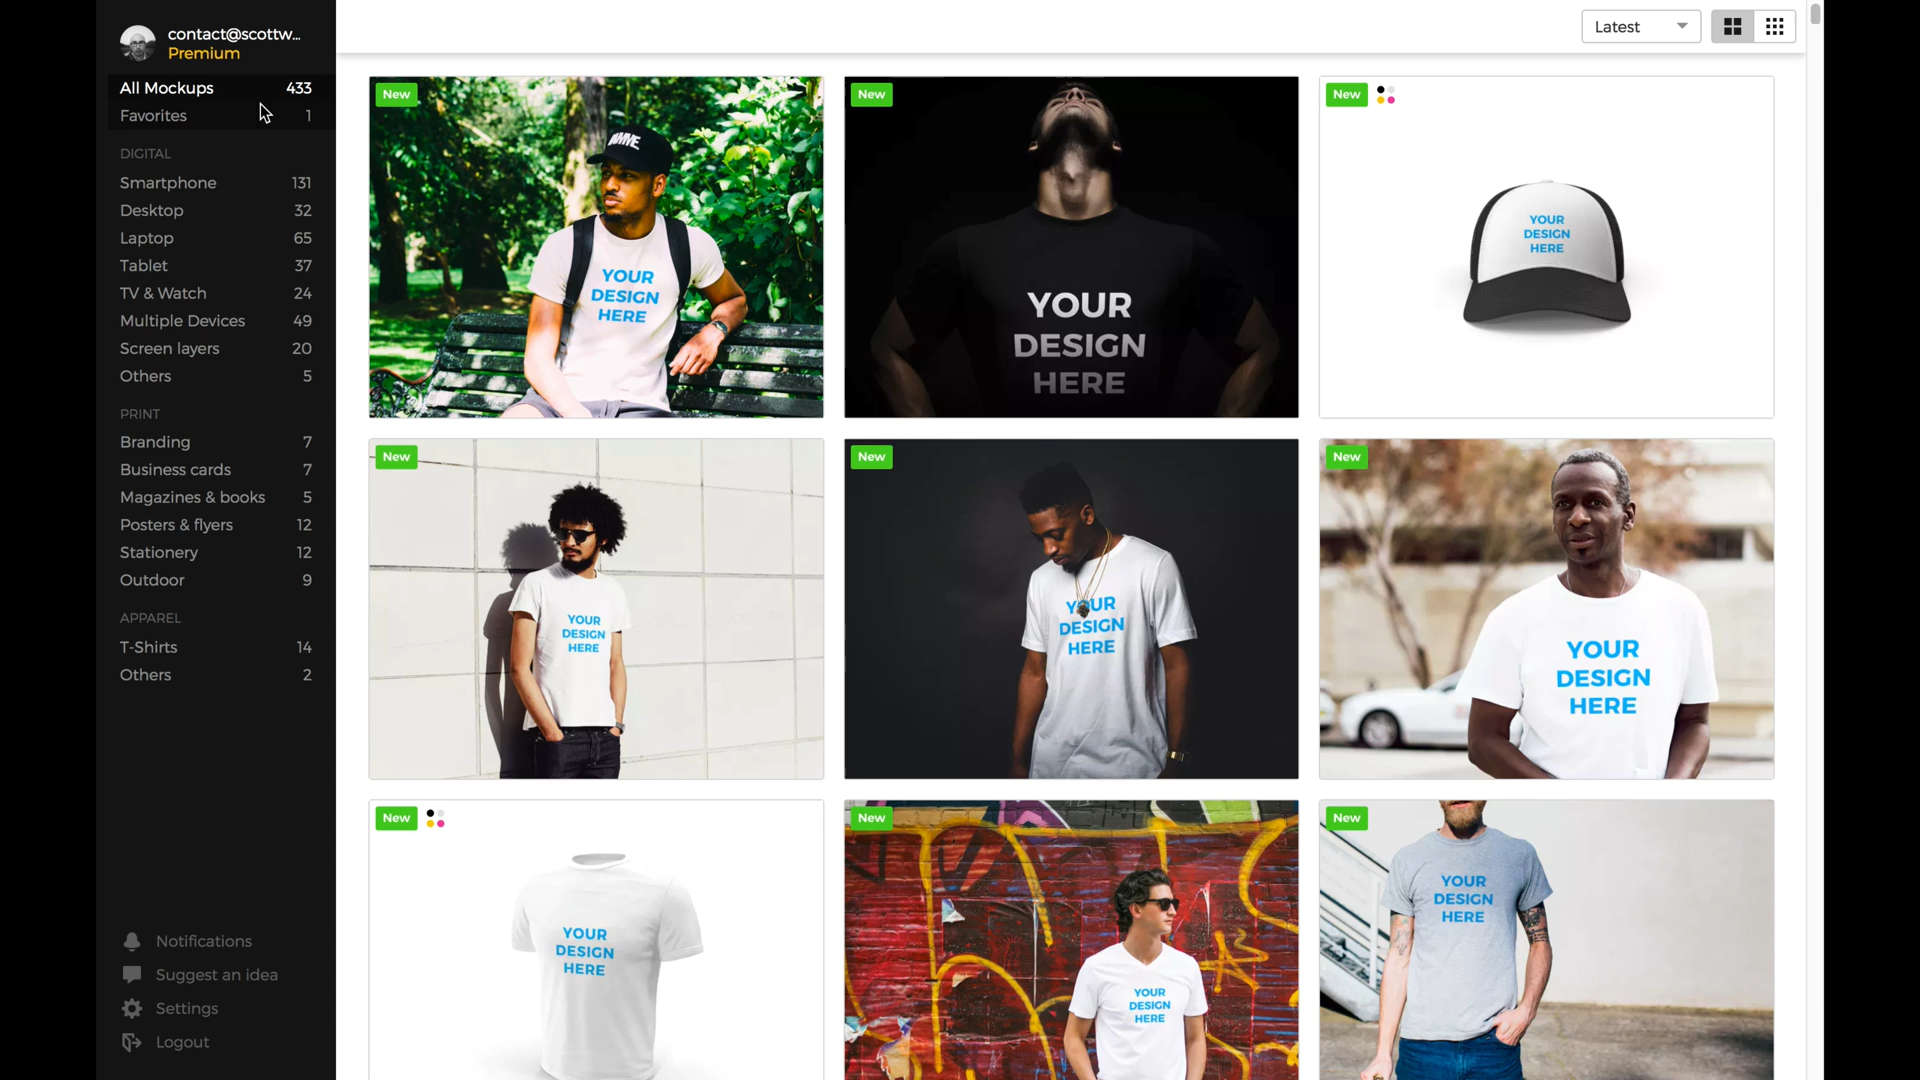 contact@scottw...
Premium
All Mockups 433
Favorites 1
DIGITAL
Smartphone 131
Desktop 32
Laptop 65
Tablet 37
TV & Watch 24
Multiple Devices 49
Screen layers 20
Others 5
PRINT
Branding 7
Business cards 7
Magazines & books 5
Posters & flyers 12
Stationery 12
Outdoor 9
APPAREL
T-Shirts 14
Others 2
Notifications
Suggest an idea
Settings
Logout
Latest
New
YOUR
DESIGN
HERE
New
YOUR
DESIGN
HERE
New
YOUR
DESIGN
HERE
New
YOUR
DESIGN
HERE
New
YOUR
DESIGN
HERE
New
YOUR
DESIGN
HERE
New
YOUR
DESIGN
HERE
New
YOUR
DESIGN
HERE
New
YOUR
DESIGN
HERE